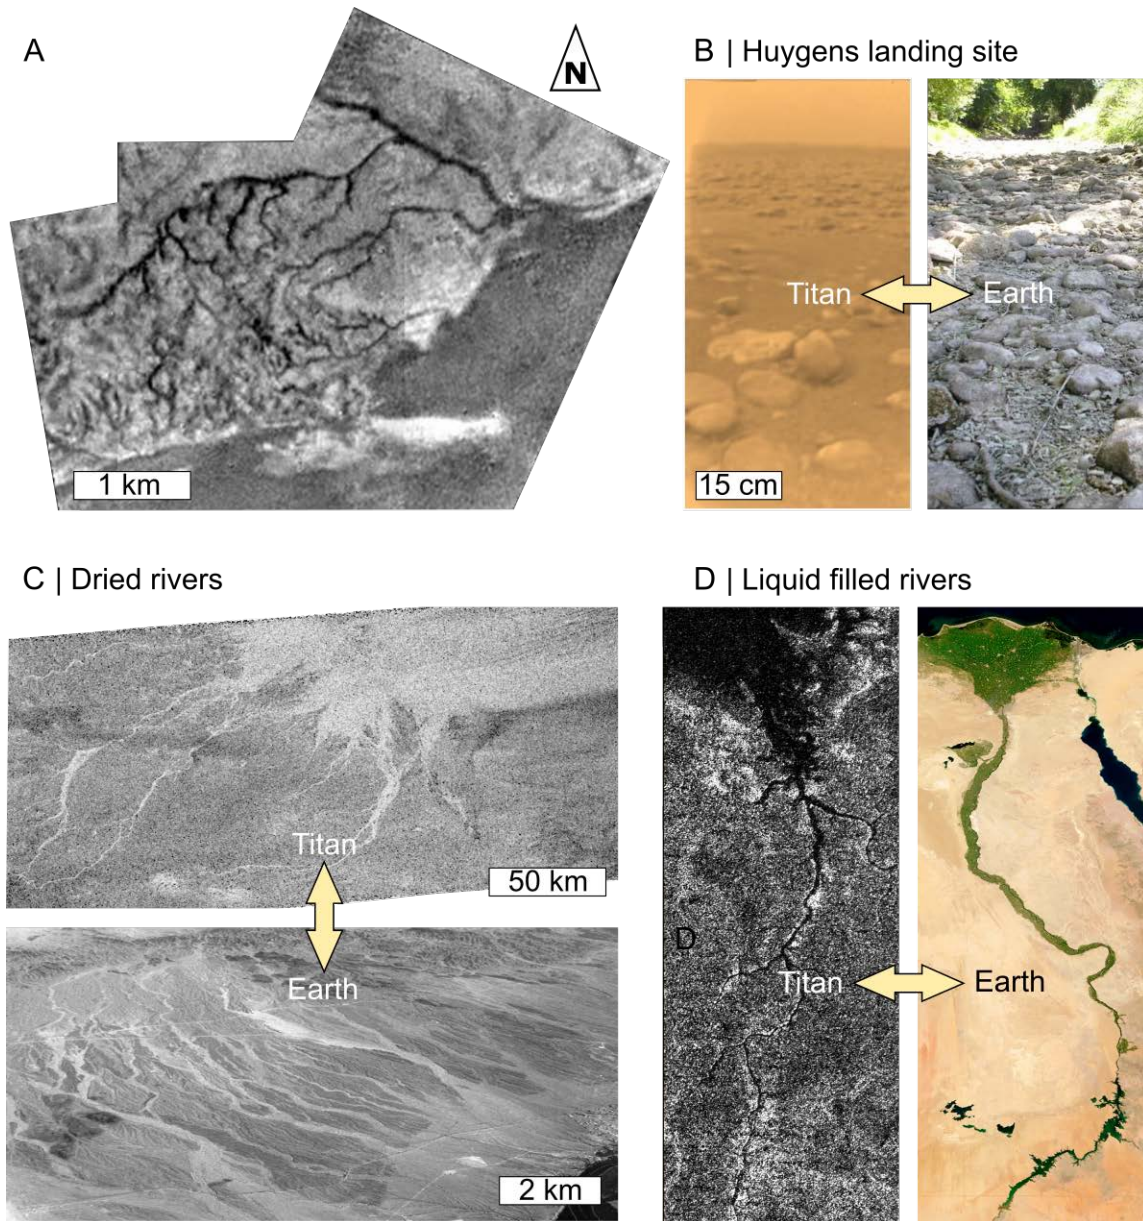 A
N
1 km
B | Huygens landing site
Titan
Earth
15 cm
C | Dried rivers
Titan
50 km
Earth
2 km
D | Liquid filled rivers
D
Titan
Earth